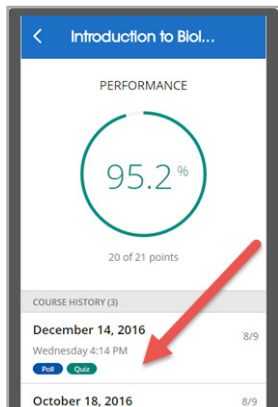 Introduction to Biol...
PERFORMANCE
95.2 %
20 of 21 points
COURSE HISTORY (3)
December 14, 2016
8/9
Wednesday 4:14 PM
Poll Quiz
October 18, 2016 8/9